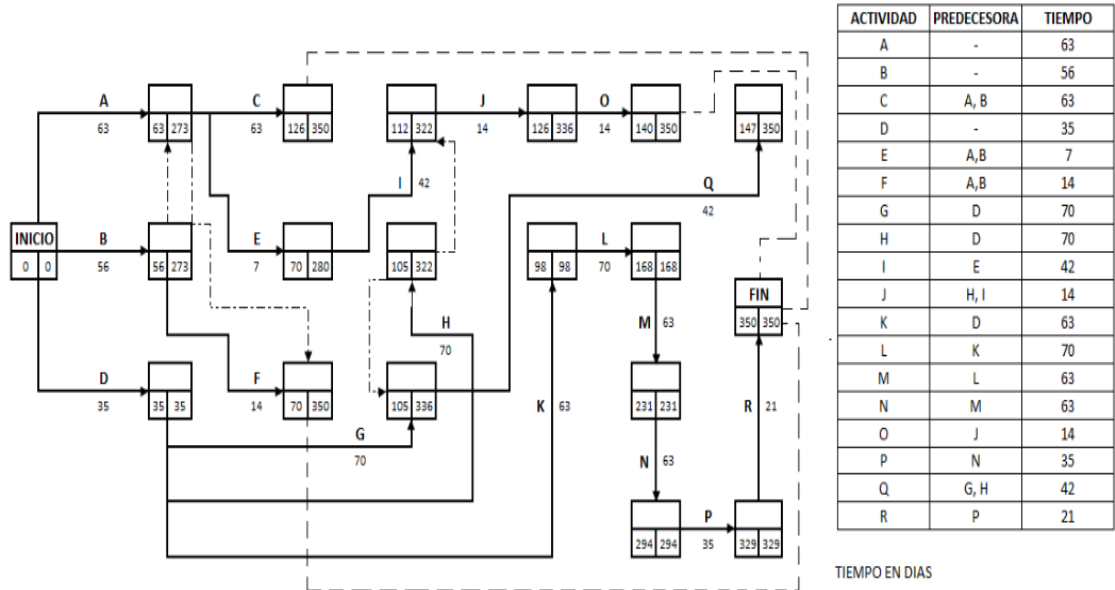 A
63
63 273
C
63
126 350
112 322
J
14
126 336
O
14
140 350
147 350
I 42
Q
42
INICIO
0 0
B
56
56 273
E
7
70 280
105 322
98 98
L
70
168 168
FIN
350 350
H
70
M 63
D
35
35 35
F
14
70 350
105 336
K 63
231 231
R 21
G
70
N 63
294 294
P
35
329 329
ACTIVIDAD PREDECESORA TIEMPO
A - 63
B - 56
C A, B 63
D - 35
E A,B 7
F A,B 14
G D 70
H D 70
I E 42
J H, I 14
K D 63
L K 70
M L 63
N M 63
O J 14
P N 35
Q G, H 42
R P 21
TIEMPO EN DIAS